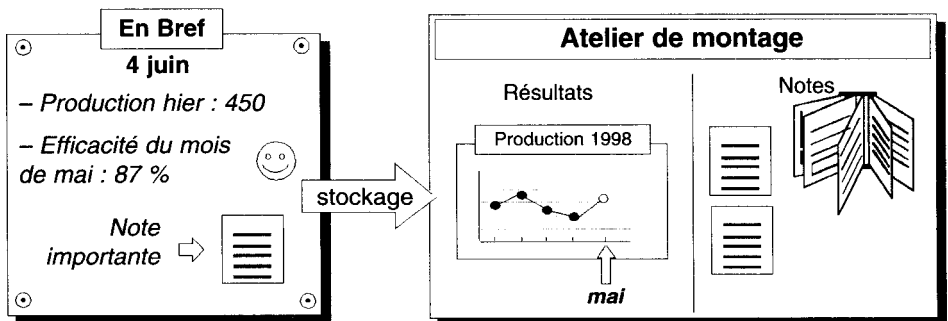 En Bref
4 juin
– Production hier : 450
– Efficacité du mois
de mai : 87 %
Note
importante
stockage
Atelier de montage
Résultats
Production 1998
mai
Notes